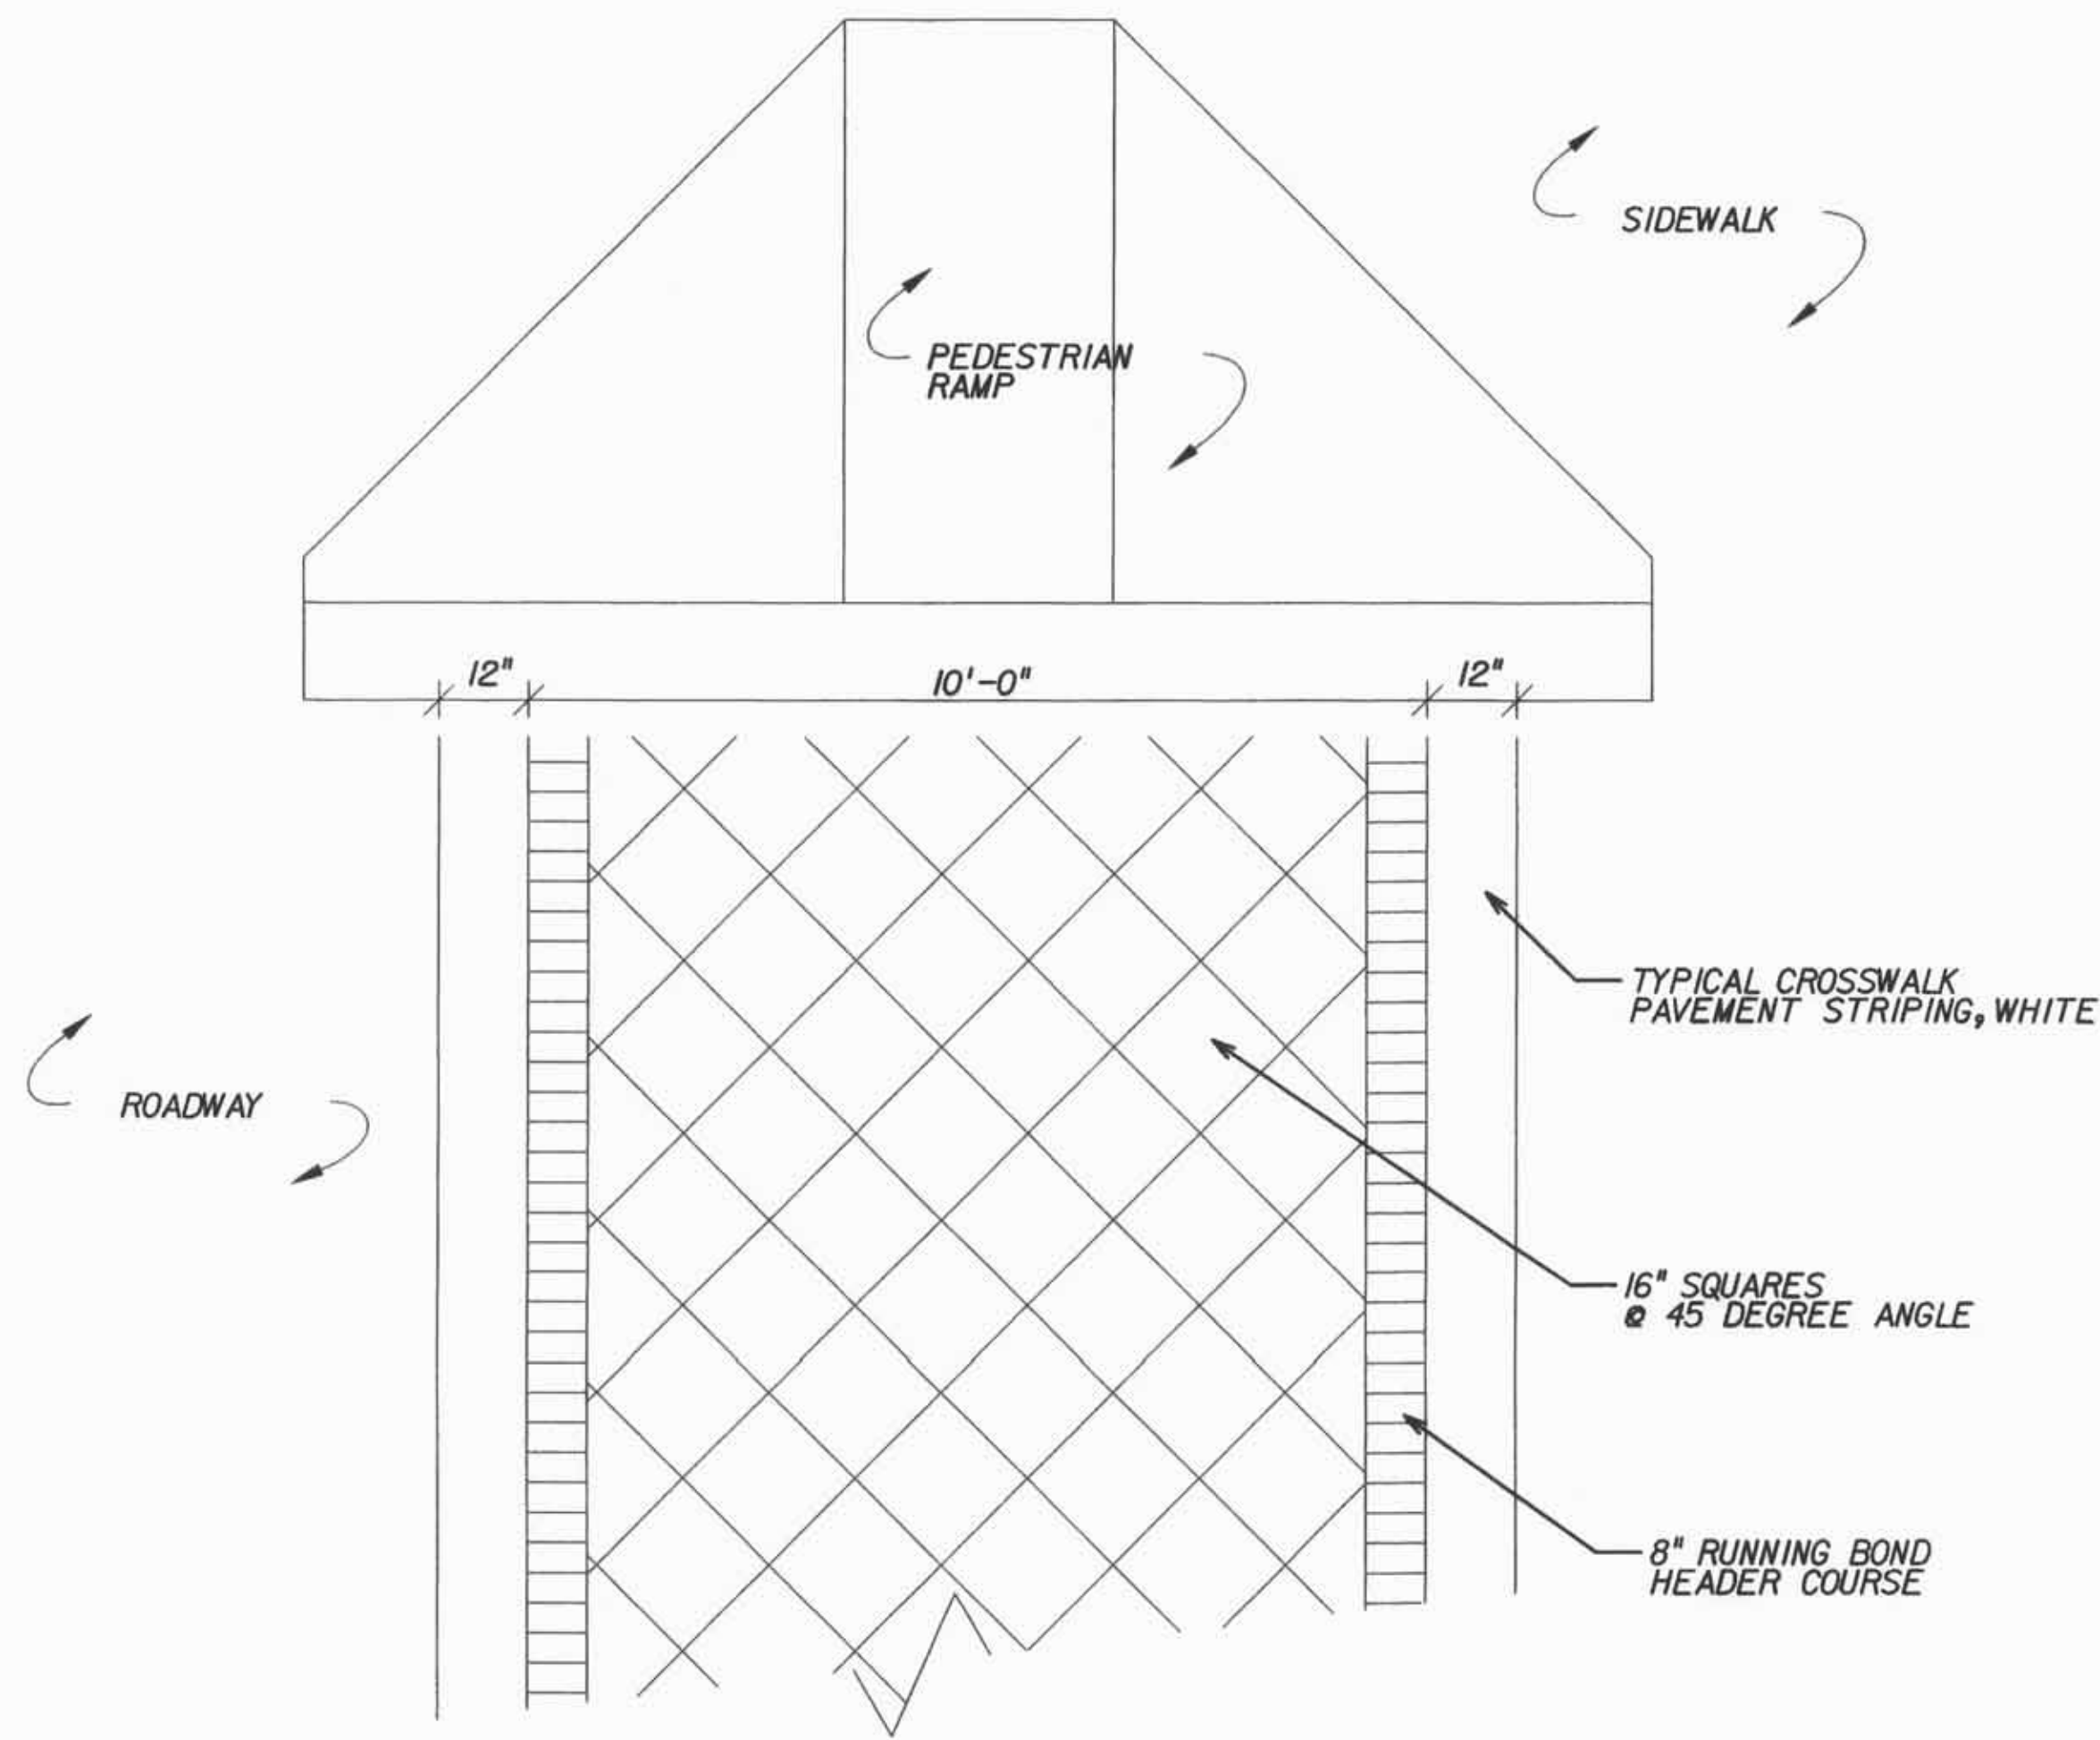 SIDEWALK
PEDESTRIAN
RAMP
12"
10'-0"
12"
TYPICAL CROSSWALK
PAVEMENT STRIPING, WHITE
ROADWAY
16" SQUARES
@ 45 DEGREE ANGLE
8" RUNNING BOND
HEADER COURSE